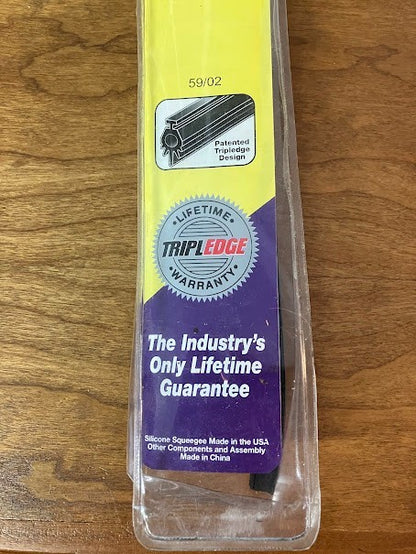 59/02
Patented
Tripledge
Design
• LIFETIME •
TRIPLEDGE
• WARRANTY •
The Industry's
Only Lifetime
Guarantee
Silicone Squeegee Made in the USA
Other Components and Assembly
Made in China